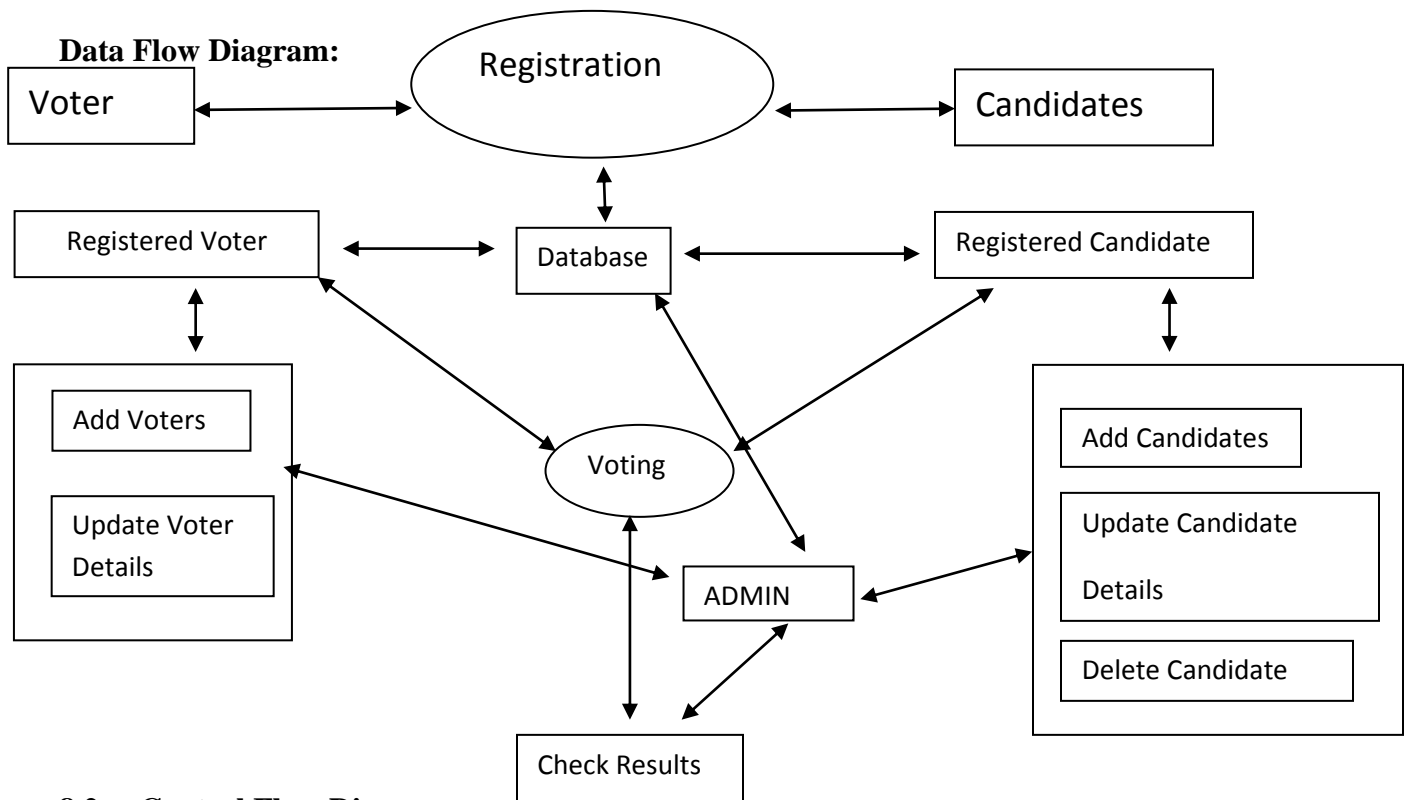 Data Flow Diagram:
Registration
Voter
Candidates
Registered Voter
Database
Registered Candidate
Add Voters
Update Voter
Details
Voting
Add Candidates
Update Candidate
Details
ADMIN
Delete Candidate
Check Results